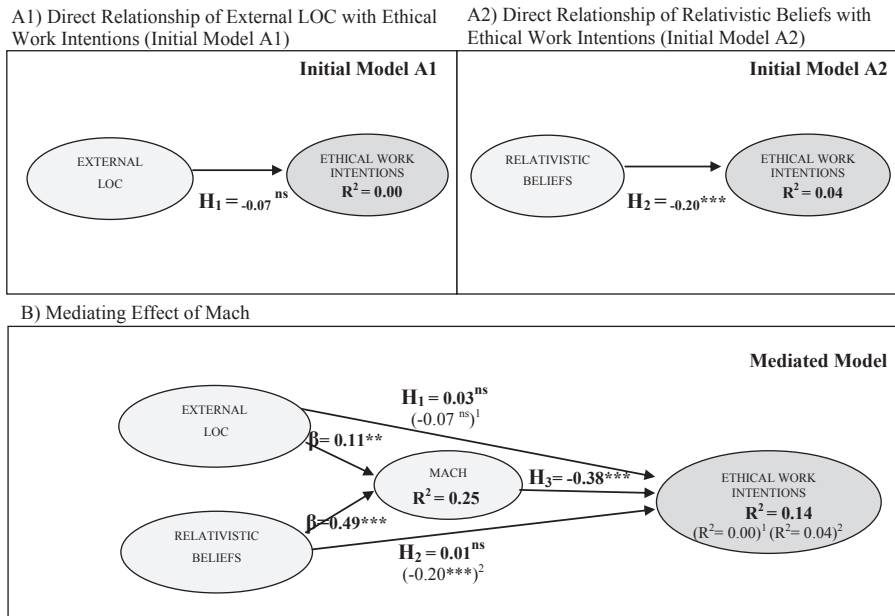 A1) Direct Relationship of External LOC with Ethical
Work Intentions (Initial Model A1)
A2) Direct Relationship of Relativistic Beliefs with
Ethical Work Intentions (Initial Model A2)
Initial Model A1
EXTERNAL
LOC
H₁ = -0.07 ns
ETHICAL WORK
INTENTIONS
R² = 0.00
Initial Model A2
RELATIVISTIC
BELIEFS
H₂ = -0.20***
ETHICAL WORK
INTENTIONS
R² = 0.04
B) Mediating Effect of Mach
Mediated Model
EXTERNAL
LOC
H₁ = 0.03ns
(-0.07 ns)¹
β= 0.11**
MACH
R² = 0.25
H₃= -0.38***
ETHICAL WORK
INTENTIONS
R² = 0.14
(R²= 0.00)¹ (R²= 0.04)²
β=0.49***
RELATIVISTIC
BELIEFS
H₂ = 0.01ns
(-0.20***)²